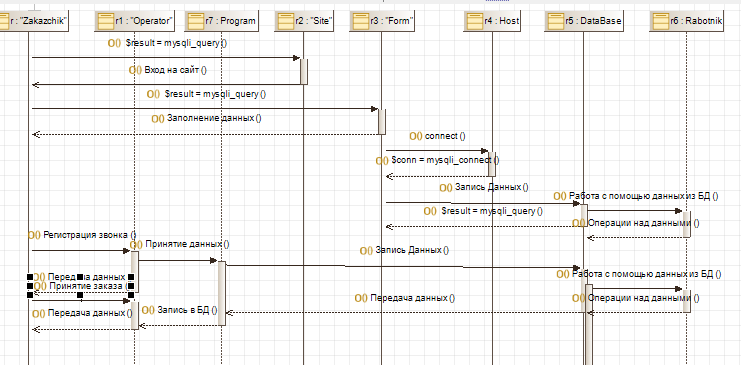 r : "Zakazchik"
r1 : "Operator"
r7 : Program
r2 : "Site"
r3 : "Form"
r4 : Host
r5 : DataBase
r6 : Rabotnik
$result = mysqli_query()
Вход на сайт()
$result = mysqli_query()
Заполнение данных()
connect()
$conn = mysqli_connect()
Запись Данных()
Работа с помощью данных из БД()
$result = mysqli_query()
Операции над данными()
Регистрация звонка()
Принятие данных()
Запись Данных()
Работа с помощью данных из БД()
Передача данных
Принятие заказа()
Передача данных()
Операции над данными()
Запись в БД()
Передача данных()